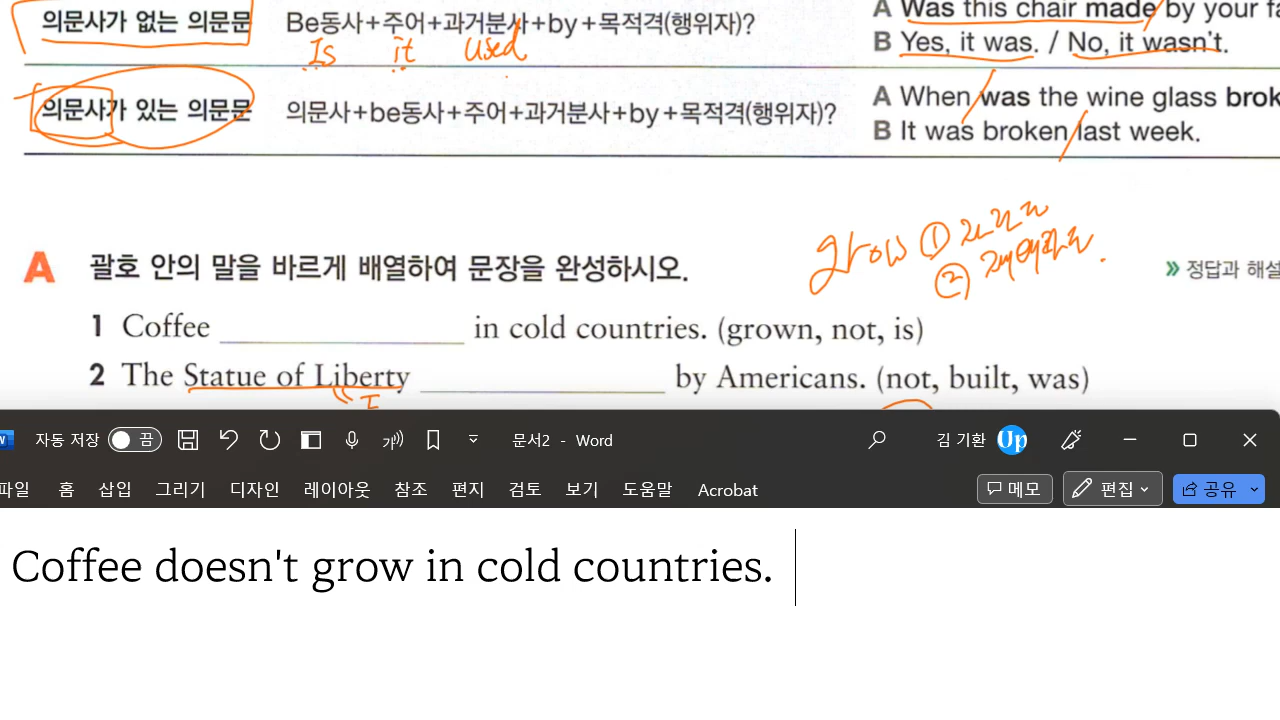 의문사가 없는 의문문 Be동사+주어+과거분사+by+목적격(행위자)? A Was this chair made by your fa
Is it used B Yes, it was. / No, it wasn't.
의문사가 있는 의문문 의문사+be동사+주어+과거분사+by+목적격(행위자)? A When was the wine glass brok
B It was broken last week.
grow ① 자라다
② 재배하다.
A 괄호 안의 말을 바르게 배열하여 문장을 완성하시오. » 정답과 해설
1 Coffee in cold countries. (grown, not, is)
2 The Statue of Liberty by Americans. (not, built, was)
자동 저장 끔 가 문서2 - Word 김 기환 Up
파일 홈 삽입 그리기 디자인 레이아웃 참조 편지 검토 보기 도움말 Acrobat 메모 편집 공유
Coffee doesn't grow in cold countries.